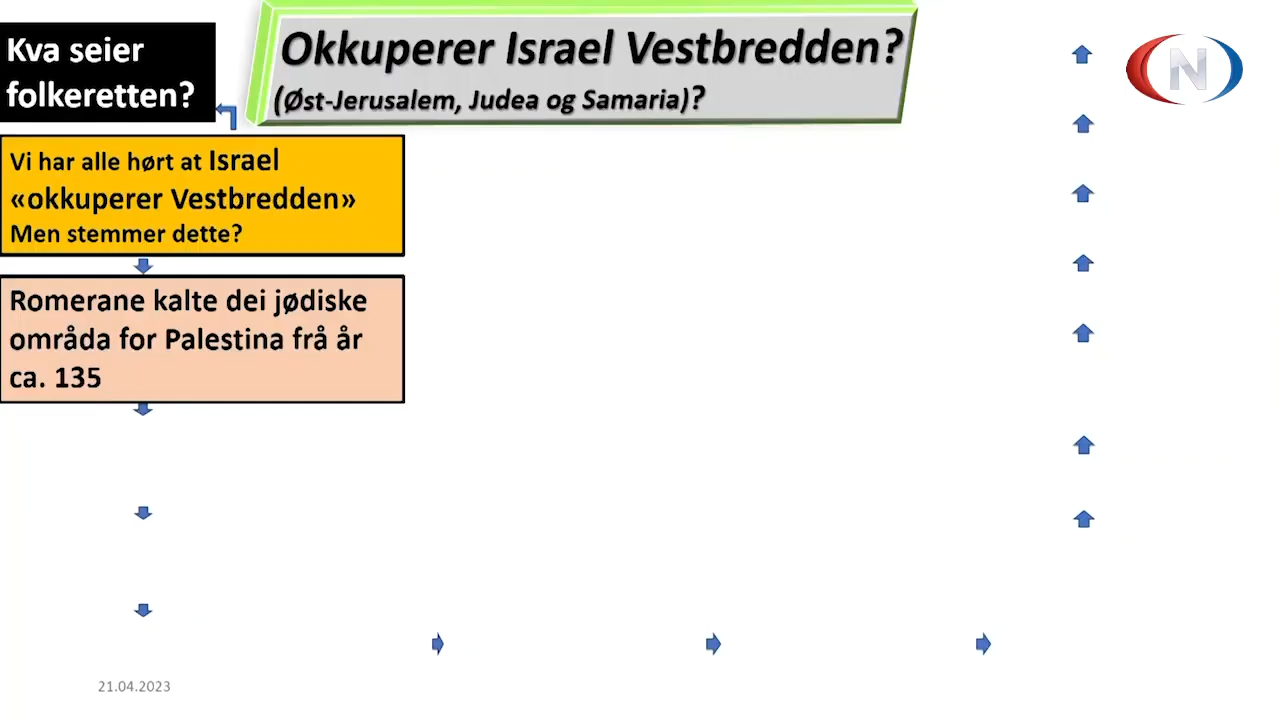 Kva seier
folkeretten?
Okkuperer Israel Vestbredden?
(Øst-Jerusalem, Judea og Samaria)?
N
Vi har alle hørt at Israel
«okkuperer Vestbredden»
Men stemmer dette?
Romerane kalte dei jødiske
områda for Palestina frå år
ca. 135
21.04.2023